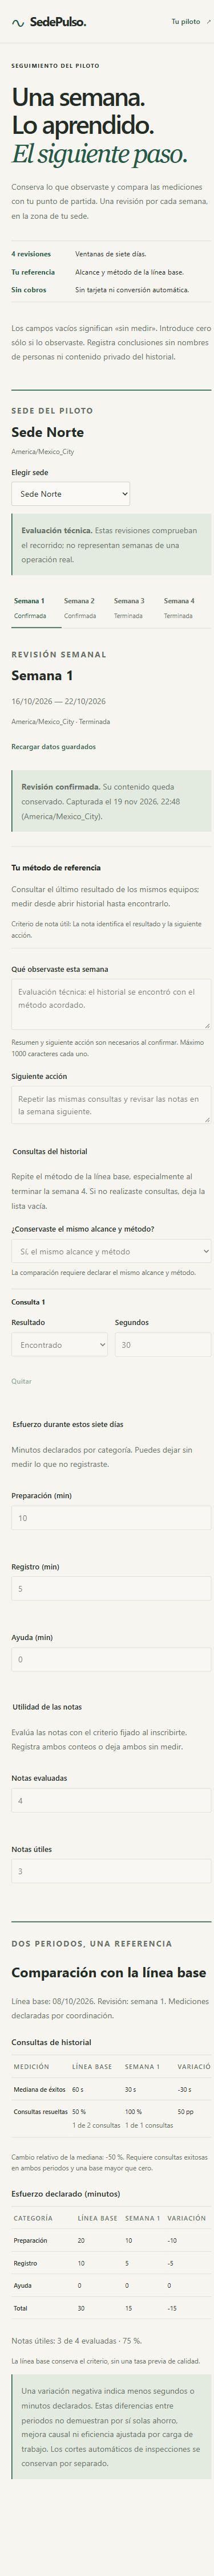 SedePulso.
Tu piloto ↗
SEGUIMIENTO DEL PILOTO
Una semana.
Lo aprendido.
El siguiente paso.
Conserva lo que observaste y compara las mediciones
con tu punto de partida. Una revisión por cada semana,
en la zona de tu sede.
4 revisiones Ventanas de siete días.
Tu referencia Alcance y método de la línea base.
Sin cobros Sin tarjeta ni conversión automática.
Los campos vacíos significan «sin medir». Introduce cero
sólo si lo observaste. Registra conclusiones sin nombres
de personas ni contenido privado del historial.
SEDE DEL PILOTO
Sede Norte
America/Mexico_City
Elegir sede
Sede Norte
Evaluación técnica. Estas revisiones comprueban
el recorrido; no representan semanas de una
operación real.
Semana 1 Semana 2 Semana 3 Semana 4
Confirmada Confirmada Terminada Terminada
REVISIÓN SEMANAL
Semana 1
16/10/2026 — 22/10/2026
America/Mexico_City · Terminada
Recargar datos guardados
Revisión confirmada. Su contenido queda
conservado. Capturada el 19 nov 2026, 22:48
(America/Mexico_City).
Tu método de referencia
Consultar el último resultado de los mismos equipos;
medir desde abrir historial hasta encontrarlo.
Criterio de nota útil: La nota identifica el resultado y la siguiente
acción.
Qué observaste esta semana
Evaluación técnica: el historial se encontró con el
método acordado.
Resumen y siguiente acción son necesarios al confirmar. Máximo
1000 caracteres cada uno.
Siguiente acción
Repetir las mismas consultas y revisar las notas en
la semana siguiente.
Consultas del historial
Repite el método de la línea base, especialmente al
terminar la semana 4. Si no realizaste consultas, deja la
lista vacía.
¿Conservaste el mismo alcance y método?
Sí, el mismo alcance y método
La comparación requiere declarar el mismo alcance y método.
Consulta 1
Resultado Segundos
Encontrado 30
Quitar
Esfuerzo durante estos siete días
Minutos declarados por categoría. Puedes dejar sin
medir lo que no registraste.
Preparación (min)
10
Registro (min)
5
Ayuda (min)
0
Utilidad de las notas
Evalúa las notas con el criterio fijado al inscribirte.
Registra ambos conteos o deja ambos sin medir.
Notas evaluadas
4
Notas útiles
3
DOS PERIODOS, UNA REFERENCIA
Comparación con la línea base
Línea base: 08/10/2026. Revisión: semana 1. Mediciones
declaradas por coordinación.
Consultas de historial
MEDICIÓN LÍNEA BASE SEMANA 1 VARIACIÓ
Mediana de éxitos 60 s 30 s -30 s
Consultas resueltas 50 % 100 % 50 pp
1 de 2 consultas 1 de 1 consultas
Cambio relativo de la mediana: -50 %. Requiere consultas exitosas
en ambos periodos y una base mayor que cero.
Esfuerzo declarado (minutos)
CATEGORÍA LÍNEA BASE SEMANA 1 VARIACIÓN
Preparación 20 10 -10
Registro 10 5 -5
Ayuda 0 0 0
Total 30 15 -15
Notas útiles: 3 de 4 evaluadas · 75 %.
La línea base conserva el criterio, sin una tasa previa de calidad.
Una variación negativa indica menos segundos o
minutos declarados. Estas diferencias entre
periodos no demuestran por sí solas ahorro,
mejora causal ni eficiencia ajustada por carga de
trabajo. Los cortes automáticos de inspecciones se
conservan por separado.